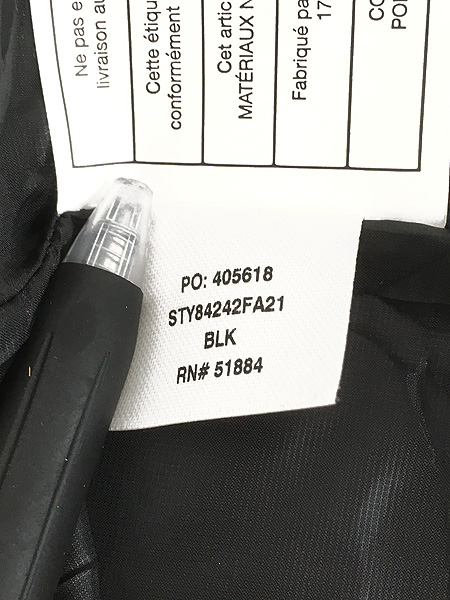 Ne pas e
livraison au
Cette étiqu
conformément
Cet artic
MATÉRIAUX N
Fabriqué pa
17
CO
PO: 405618
STY84242FA21
BLK
RN# 51884